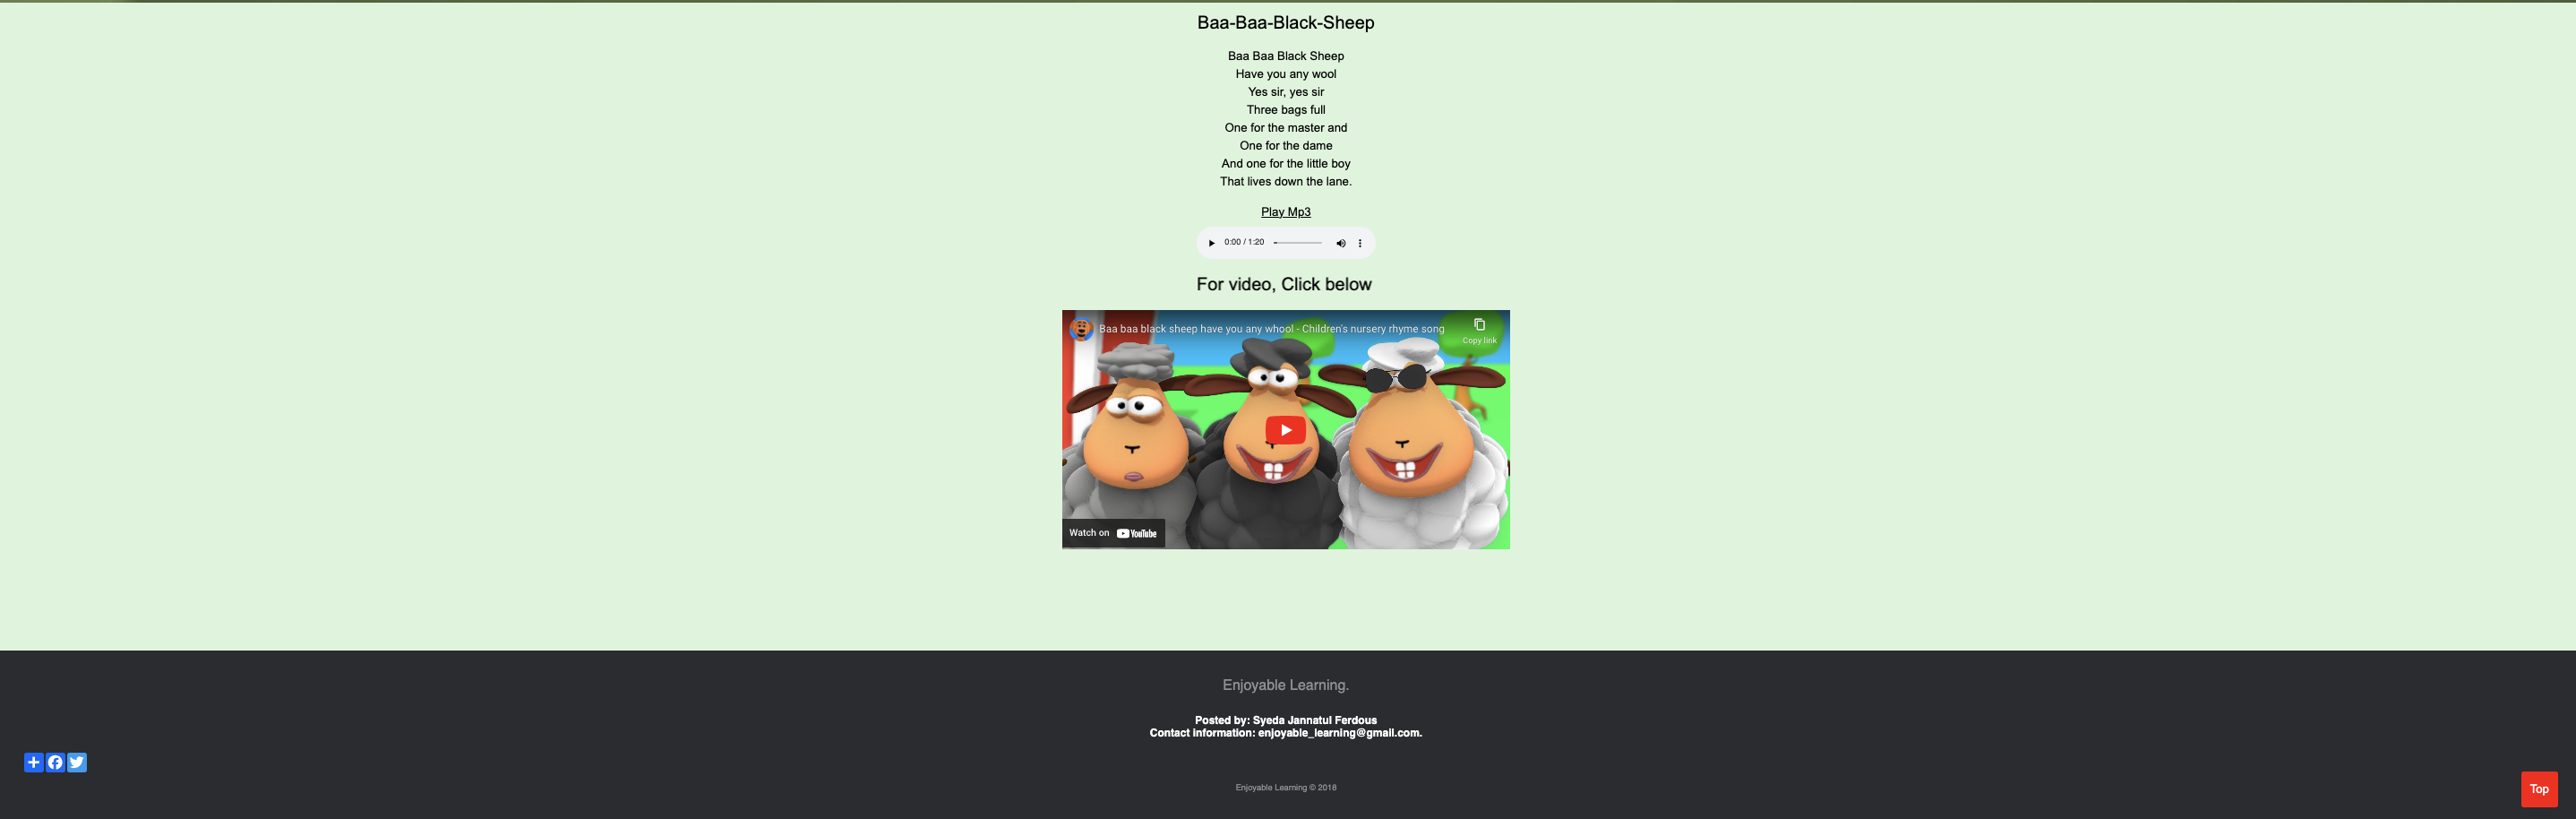 Baa-Baa-Black-Sheep
Baa Baa Black Sheep
Have you any wool
Yes sir, yes sir
Three bags full
One for the master and
One for the dame
And one for the little boy
That lives down the lane.
Play Mp3
0:00 / 1:20
For video, Click below
Baa baa black sheep have you any whool - Children's nursery rhyme song
Copy link
Watch on YouTube
Enjoyable Learning.
Posted by: Syeda Jannatul Ferdous
Contact information: enjoyable_learning@gmail.com.
Enjoyable Learning © 2018
Top